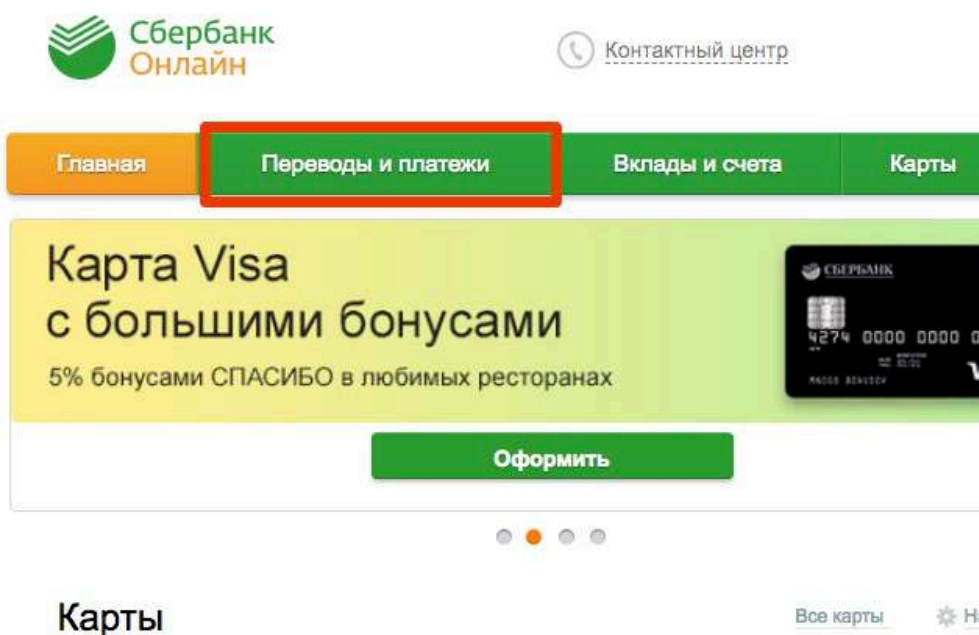 Сбербанк
Онлайн
Контактный центр
Главная
Переводы и платежи
Вклады и счета
Карты
Карта Visa
с большими бонусами
5% бонусами СПАСИБО в любимых ресторанах
СБЕРБАНК
4274 0000 0000
Оформить
Карты
Все карты